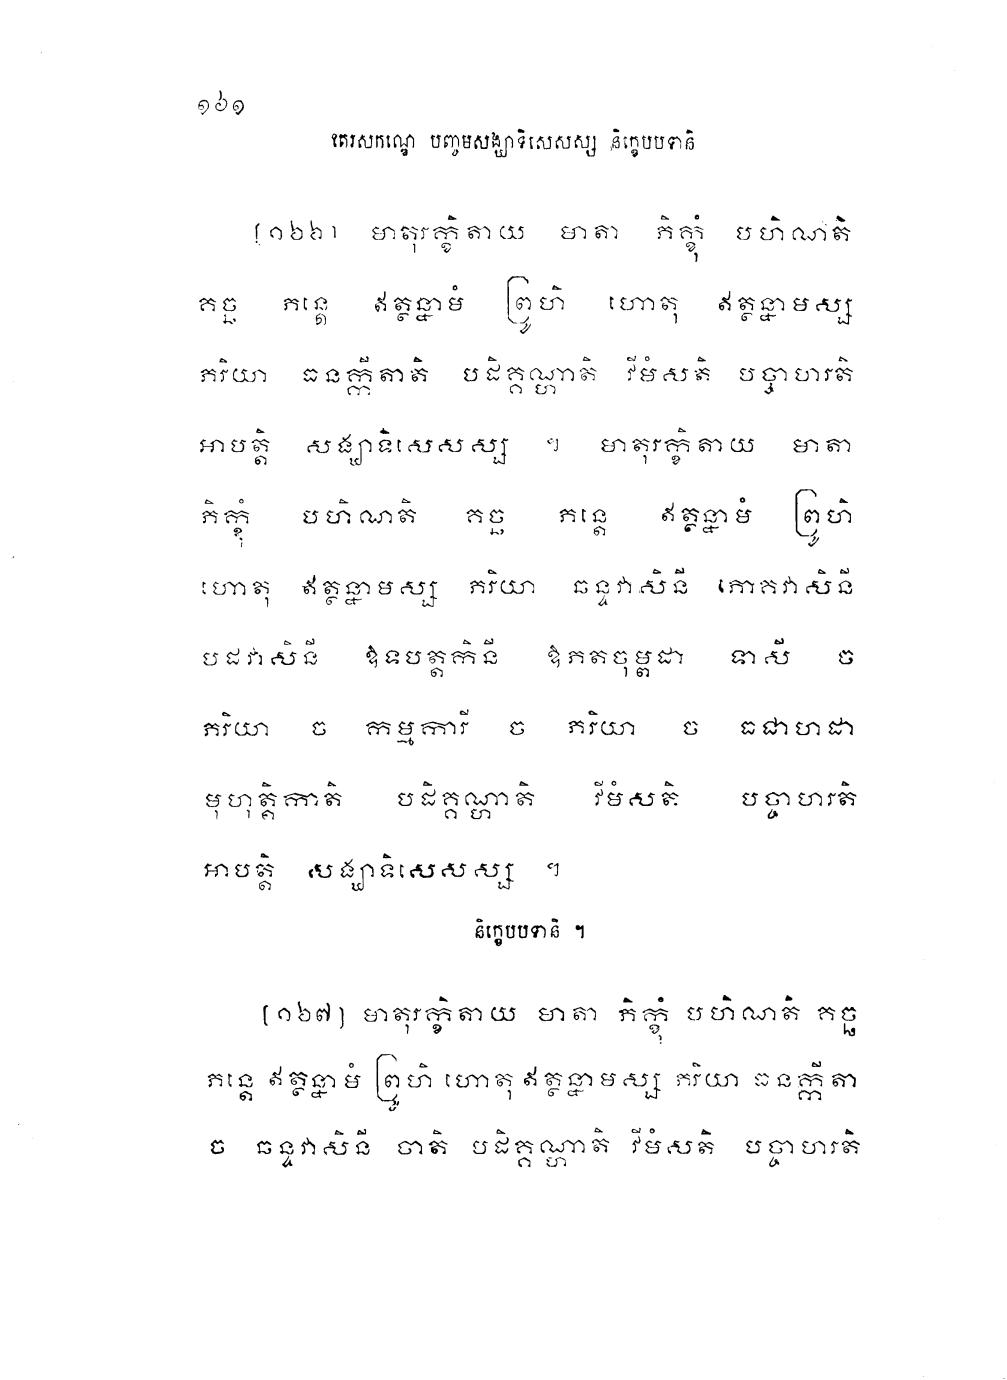 ១៦១
តេរសកណ្ឌេ បញ្ចមសង្ឃាទិសេសស្ស និក្ខេបបទានិ
[១៦៦] មាតុរក្ខិតាយ មាតា ភិក្ខុំ បហិណតិ
គច្ឆ ភន្តេ ឥត្ថន្នាមំ ព្រូហិ ហោតុ ឥត្ថន្នាមស្ស
ភរិយា ធនក្កីតាតិ បដិគ្គណ្ហាតិ វីមំសតិ បច្ចាហរតិ
អាបត្តិ សង្ឃាទិសេសស្ស ។ មាតុរក្ខិតាយ មាតា
ភិក្ខុំ បហិណតិ គច្ឆ ភន្តេ ឥត្ថន្នាមំ ព្រូហិ
ហោតុ ឥត្ថន្នាមស្ស ភរិយា ឆន្ទវាសិនី ភោគវាសិនី
បដវាសិនី ឱទបត្តកិនី ឱភតចុម្ពដា ទាសី ច
ភរិយា ច កម្មការី ច ភរិយា ច ធជាហដា
មុហុត្តិកាតិ បដិគ្គណ្ហាតិ វីមំសតិ បច្ចាហរតិ
អាបត្តិ សង្ឃាទិសេសស្ស ។
និក្ខេបបទានិ ។
[១៦៧] មាតុរក្ខិតាយ មាតា ភិក្ខុំ បហិណតិ គច្ឆ
ភន្តេ ឥត្ថន្នាមំ ព្រូហិ ហោតុ ឥត្ថន្នាមស្ស ភរិយា ធនក្កីតា
ច ឆន្ទវាសិនី ចាតិ បដិគ្គណ្ហាតិ វីមំសតិ បច្ចាហរតិ